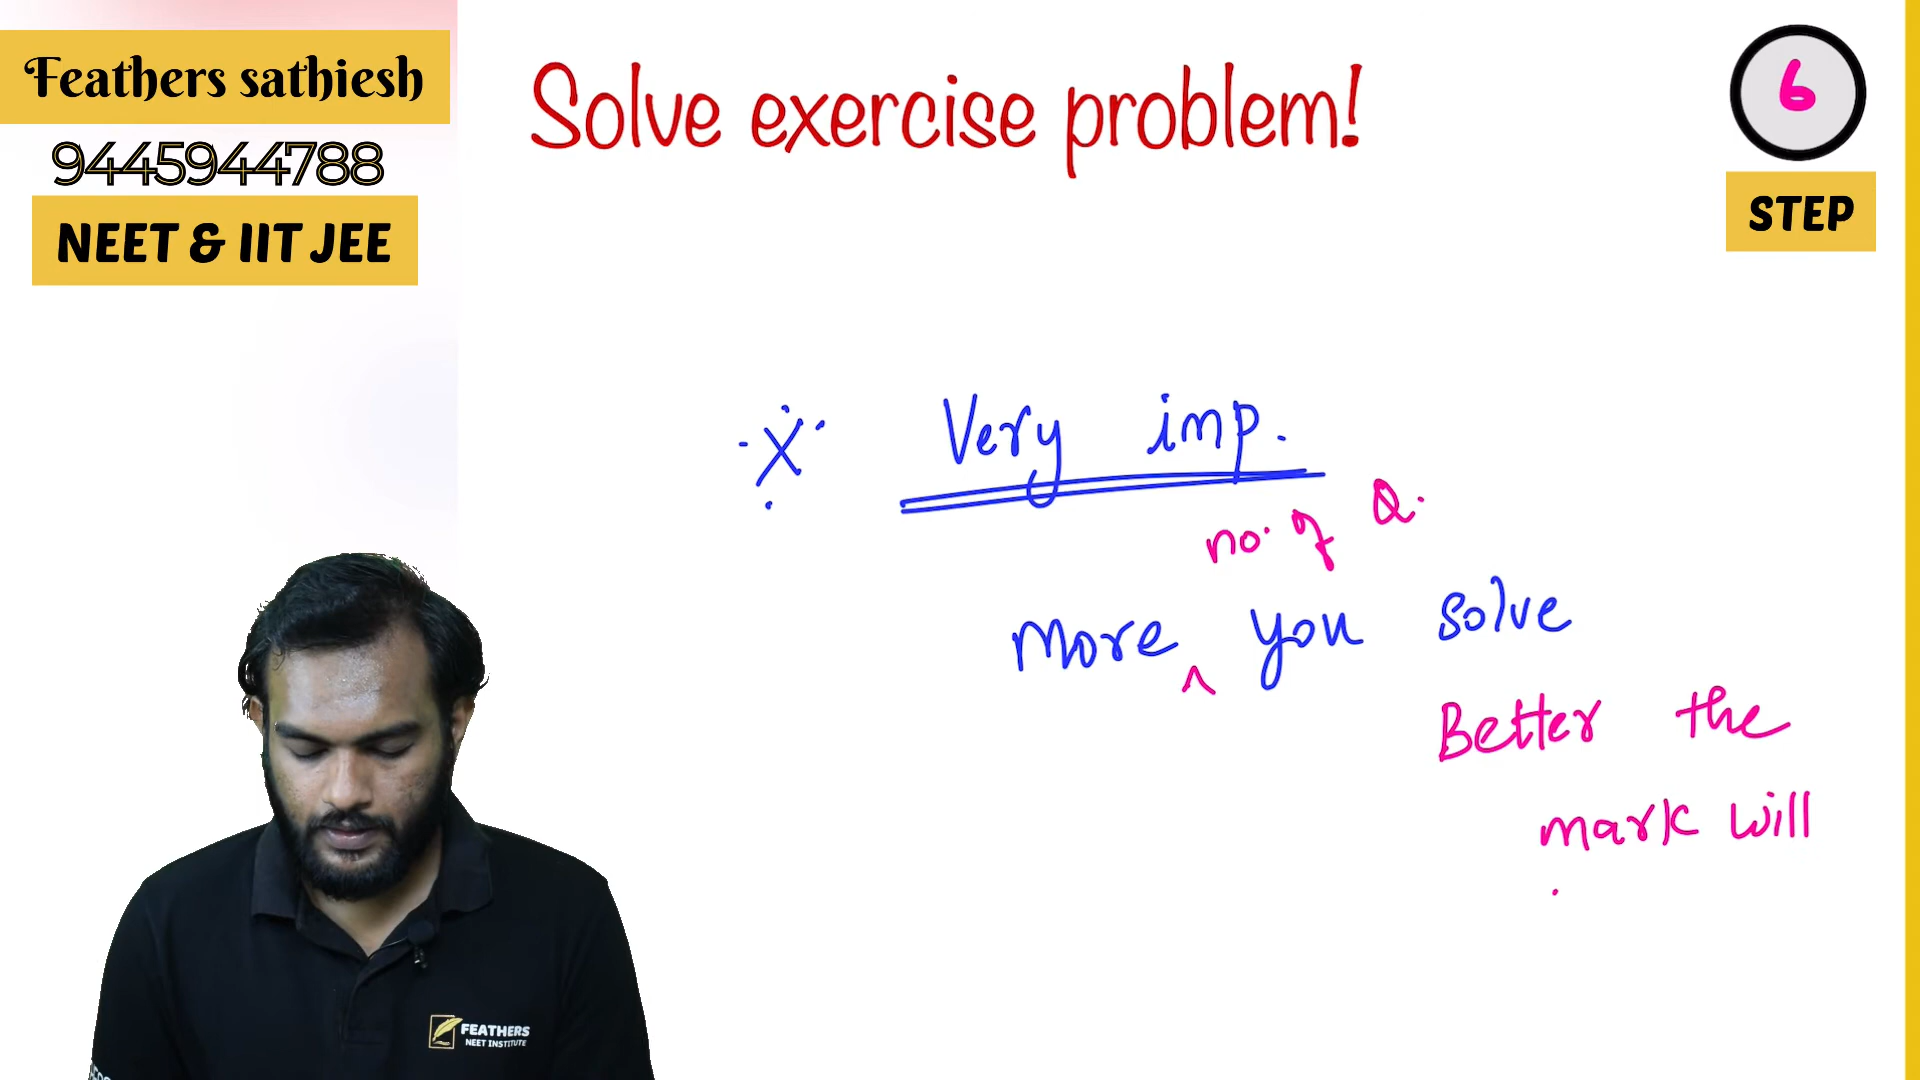 Feathers sathiesh
9445944788
NEET & IIT JEE
Solve exercise problem!
6
STEP
X Very imp.
no. of Q.
More ^ you solve
Better the
mark will
FEATHERS
NEET INSTITUTE